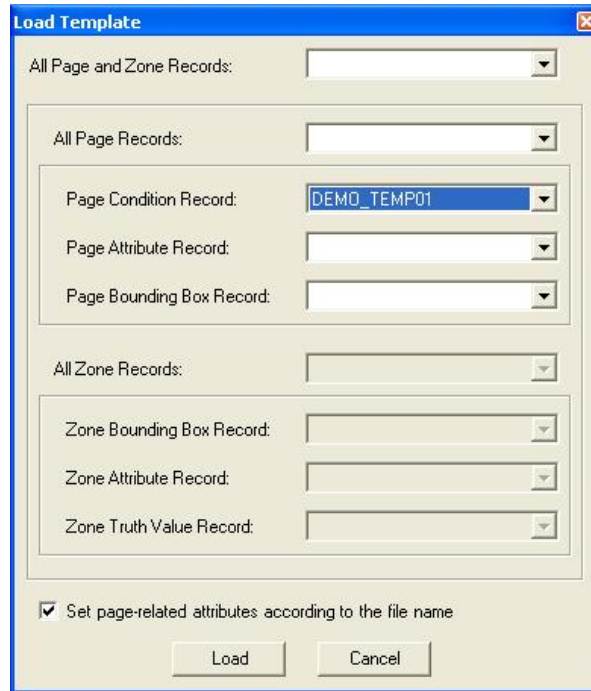 Load Template
All Page and Zone Records:
All Page Records:
Page Condition Record: DEMO_TEMP01
Page Attribute Record:
Page Bounding Box Record:
All Zone Records:
Zone Bounding Box Record:
Zone Attribute Record:
Zone Truth Value Record:
Set page-related attributes according to the file name
Load Cancel